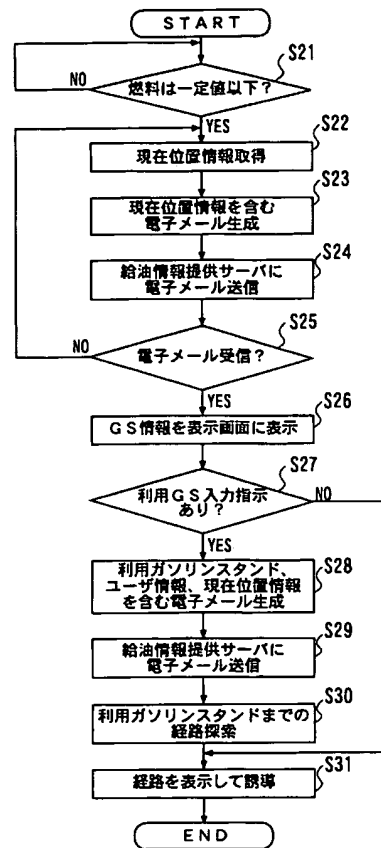 START
S21
燃料は一定値以下?
NO
YES
S22
現在位置情報取得
S23
現在位置情報を含む
電子メール生成
S24
給油情報提供サーバに
電子メール送信
S25
電子メール受信?
NO
YES
S26
GS情報を表示画面に表示
S27
利用GS入力指示
あり?
NO
YES
S28
利用ガソリンスタンド、
ユーザ情報、現在位置情報
を含む電子メール生成
S29
給油情報提供サーバに
電子メール送信
S30
利用ガソリンスタンドまでの
経路探索
S31
経路を表示して誘導
END